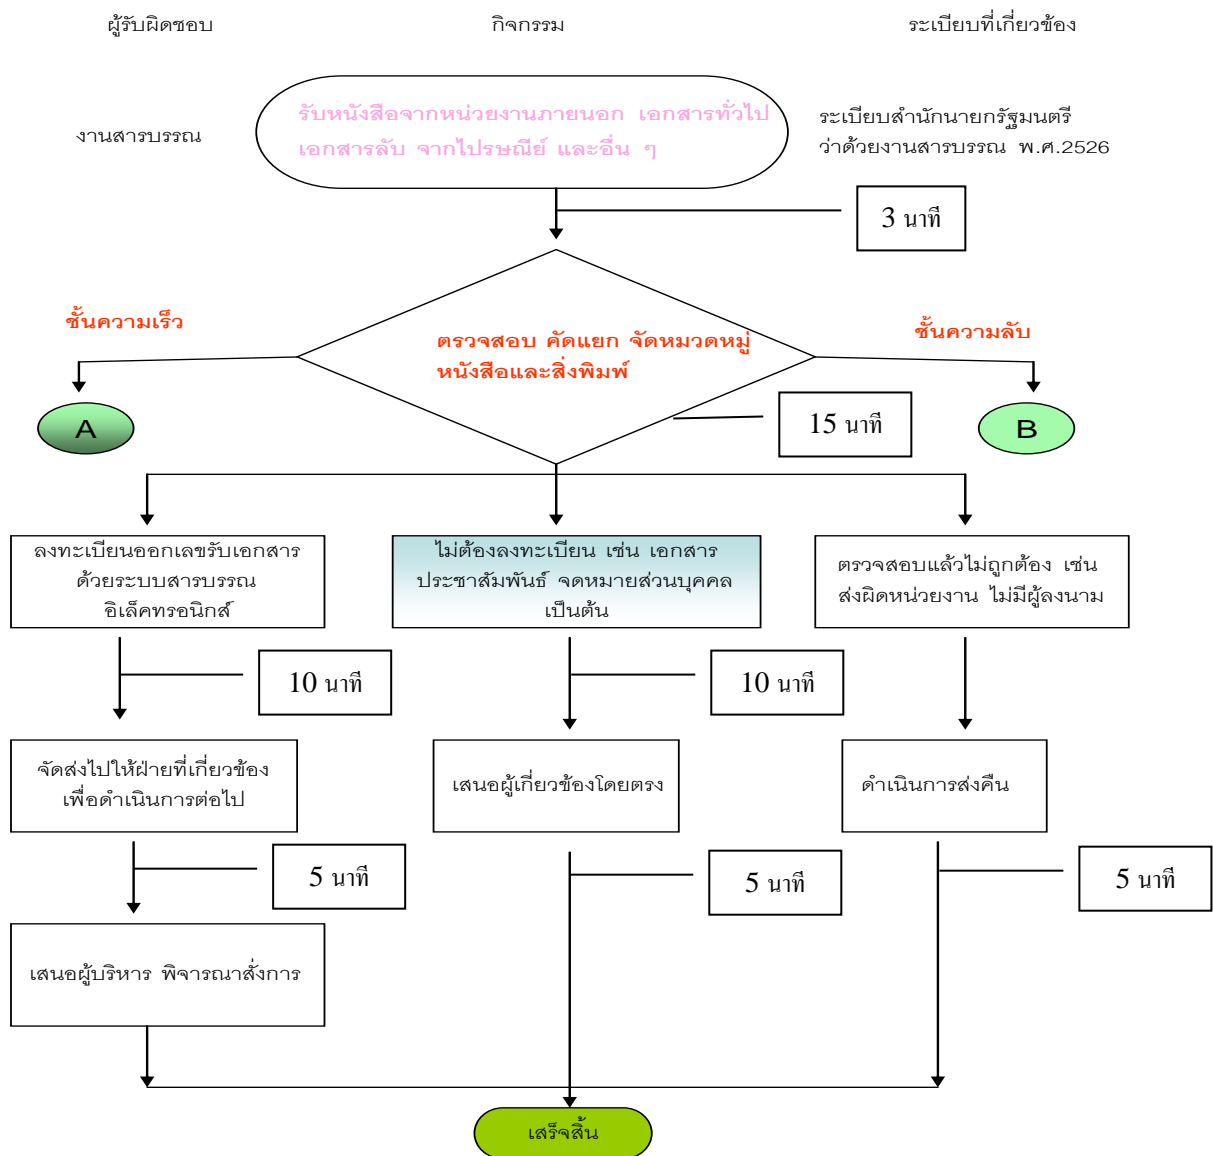 ผู้รับผิดชอบ
กิจกรรม
ระเบียบที่เกี่ยวข้อง
งานสารบรรณ
รับหนังสือจากหน่วยงานภายนอก เอกสารทั่วไป
เอกสารลับ จากไปรษณีย์ และอื่น ๆ
ระเบียบสำนักนายกรัฐมนตรี
ว่าด้วยงานสารบรรณ พ.ศ.2526
3 นาที
ชั้นความเร็ว
ตรวจสอบ คัดแยก จัดหมวดหมู่
หนังสือและสิ่งพิมพ์
ชั้นความลับ
A
15 นาที
B
ลงทะเบียนออกเลขรับเอกสาร
ด้วยระบบสารบรรณ
อิเล็คทรอนิกส์
ไม่ต้องลงทะเบียน เช่น เอกสาร
ประชาสัมพันธ์ จดหมายส่วนบุคคล
เป็นต้น
ตรวจสอบแล้วไม่ถูกต้อง เช่น
ส่งผิดหน่วยงาน ไม่มีผู้ลงนาม
10 นาที
10 นาที
จัดส่งไปให้ฝ่ายที่เกี่ยวข้อง
เพื่อดำเนินการต่อไป
เสนอผู้เกี่ยวข้องโดยตรง
ดำเนินการส่งคืน
5 นาที
5 นาที
5 นาที
เสนอผู้บริหาร พิจารณาสั่งการ
เสร็จสิ้น